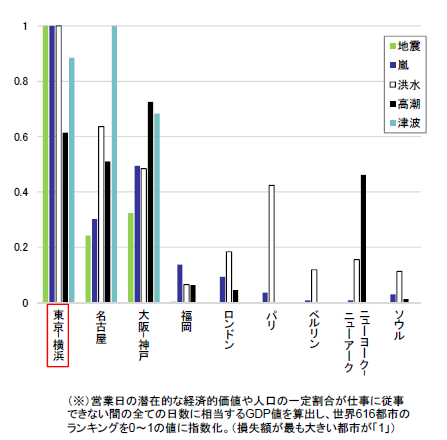 1
0.8
0.6
0.4
0.2
0
地震
嵐
洪水
高潮
津波
東京-横浜
名古屋
大阪-神戸
福岡
ロンドン
パリ
ベルリン
ニューヨーク-
ニューアーク
ソウル
(※)営業日の潜在的な経済的価値や人口の一定割合が仕事に従事
できない間の全ての日数に相当するGDP値を算出し、世界616都市の
ランキングを0~1の値に指数化。(損失額が最も大きい都市が「1」)